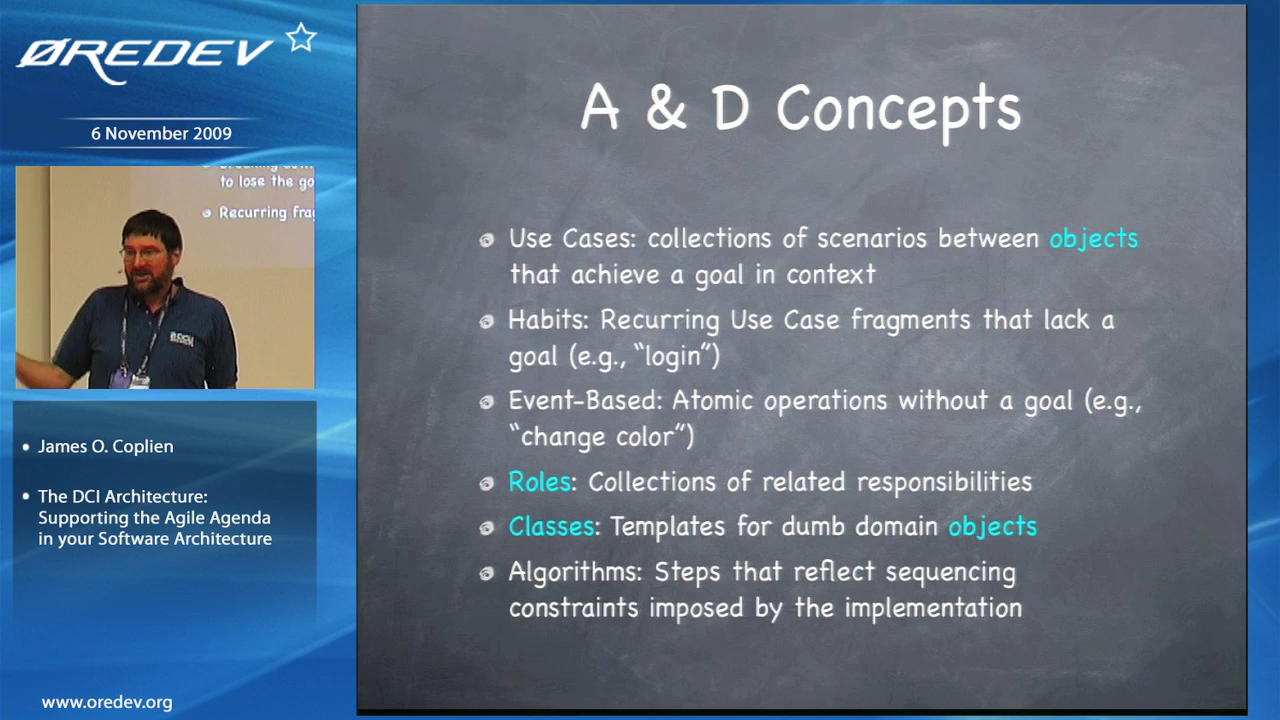 ØREDEV
6 November 2009
to lose the go
Recurring frag
James O. Coplien
The DCI Architecture:
Supporting the Agile Agenda
in your Software Architecture
www.oredev.org
A & D Concepts
Use Cases: collections of scenarios between objects
that achieve a goal in context
Habits: Recurring Use Case fragments that lack a
goal (e.g., “login”)
Event-Based: Atomic operations without a goal (e.g.,
“change color”)
Roles: Collections of related responsibilities
Classes: Templates for dumb domain objects
Algorithms: Steps that reflect sequencing
constraints imposed by the implementation